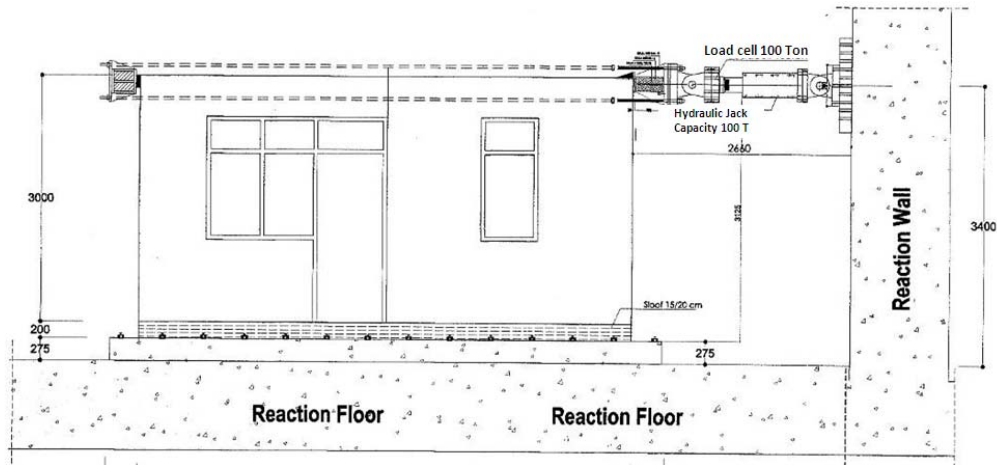 Load cell 100 Ton
Hydraulic Jack
Capacity 100 T
2660
3000
3125
Reaction Wall
3400
Sloof 15/20 cm
200
275
275
Reaction Floor
Reaction Floor